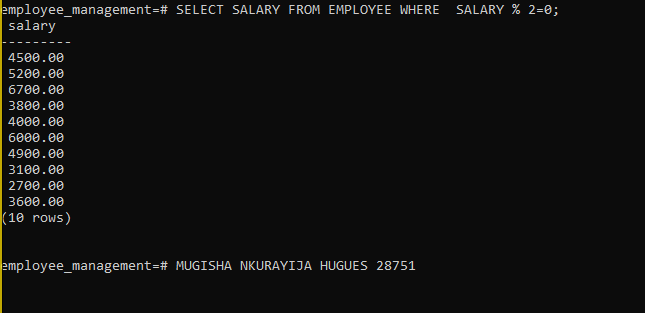 employee_management=# SELECT SALARY FROM EMPLOYEE WHERE  SALARY % 2=0;
salary
---------
4500.00
5200.00
6700.00
3800.00
4000.00
6000.00
4900.00
3100.00
2700.00
3600.00
(10 rows)
employee_management=# MUGISHA NKURAYIJA HUGUES 28751